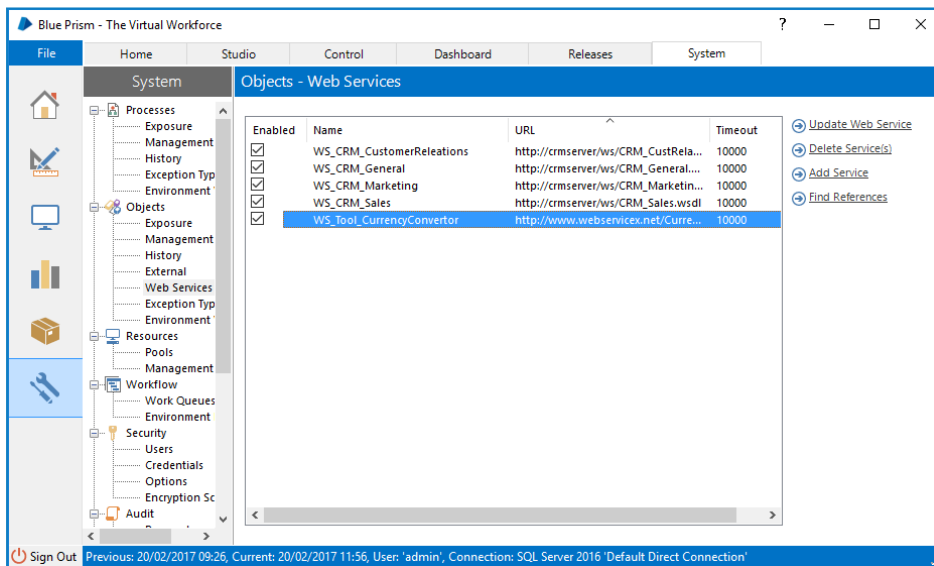 Blue Prism - The Virtual Workforce
?
File
Home
Studio
Control
Dashboard
Releases
System
System
Objects - Web Services
Processes
Exposure
Management
History
Exception Typ
Environment
Objects
Exposure
Management
History
External
Web Services
Exception Typ
Environment
Resources
Pools
Management
Workflow
Work Queues
Environment
Security
Users
Credentials
Options
Encryption Sc
Audit
Enabled Name URL Timeout
WS_CRM_CustomerReleations http://crmserver/ws/CRM_CustRela... 10000
WS_CRM_General http://crmserver/ws/CRM_General.... 10000
WS_CRM_Marketing http://crmserver/ws/CRM_Marketin... 10000
WS_CRM_Sales http://crmserver/ws/CRM_Sales.wsdl 10000
WS_Tool_CurrencyConvertor http://www.webservicex.net/Curre... 10000
Update Web Service
Delete Service(s)
Add Service
Find References
Sign Out
Previous: 20/02/2017 09:26, Current: 20/02/2017 11:56, User: 'admin', Connection: SQL Server 2016 'Default Direct Connection'